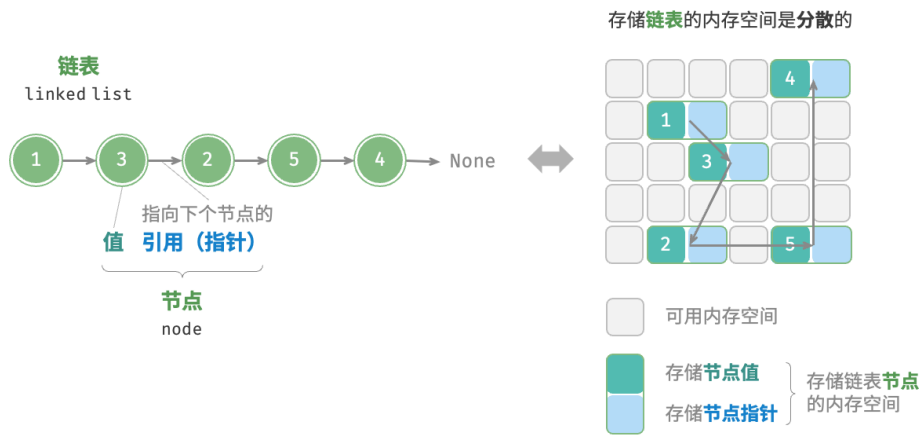 存储链表的内存空间是分散的
链表
linked list
1 3 2 5 4 None
指向下个节点的
值 引用（指针）
节点
node
4
1
3
2 5
可用内存空间
存储节点值
存储节点指针
存储链表节点
的内存空间